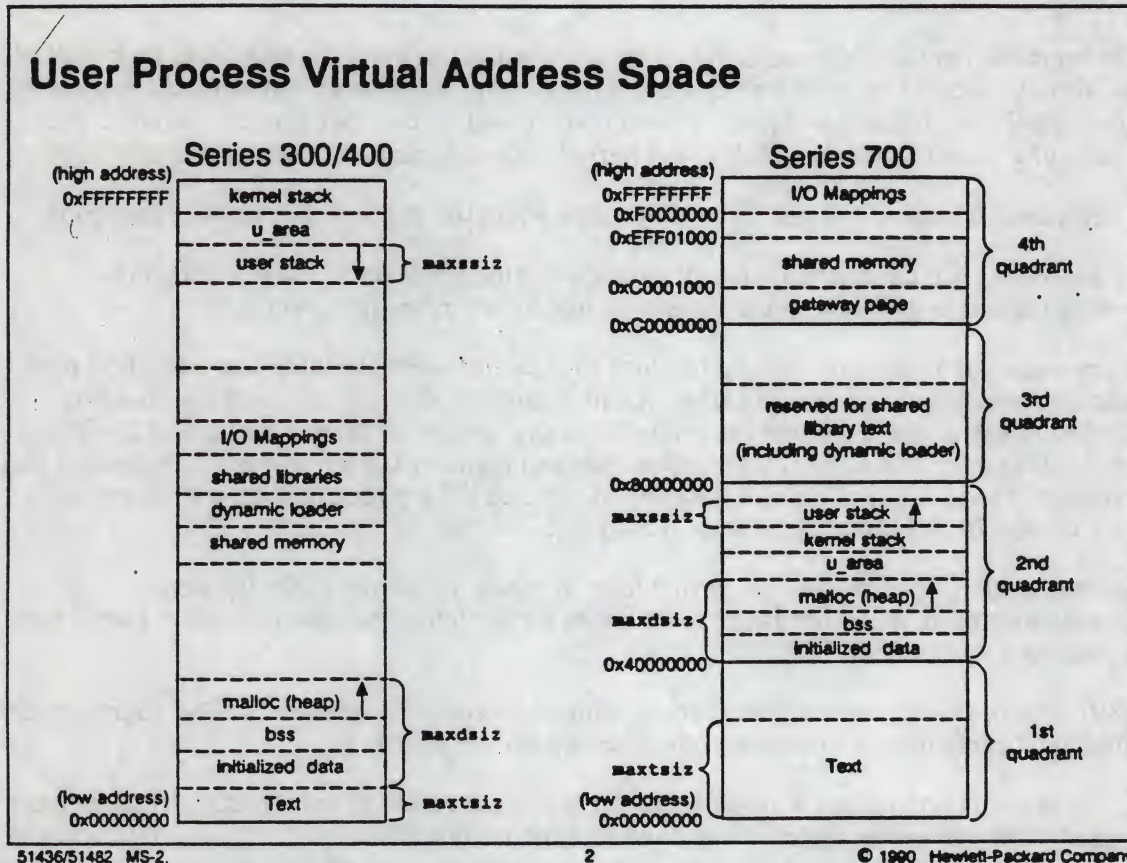 User Process Virtual Address Space
Series 300/400
(high address)
0xFFFFFFFF
kernel stack
u_area
user stack
maxssiz
I/O Mappings
shared libraries
dynamic loader
shared memory
malloc (heap)
bss
initialized data
maxdsiz
(low address)
0x00000000
Text
maxtsiz
Series 700
(high address)
0xFFFFFFFF
I/O Mappings
0xF0000000
0xEFF01000
shared memory
0xC0001000
gateway page
0xC0000000
4th
quadrant
reserved for shared
library text
(including dynamic loader)
3rd
quadrant
0x80000000
maxssiz
user stack
kernel stack
u_area
malloc (heap)
maxdsiz
bss
initialized data
0x40000000
2nd
quadrant
maxtsiz
Text
(low address)
0x00000000
1st
quadrant
51436/51482 MS-2.
2
© 1990 Hewlett-Packard Company